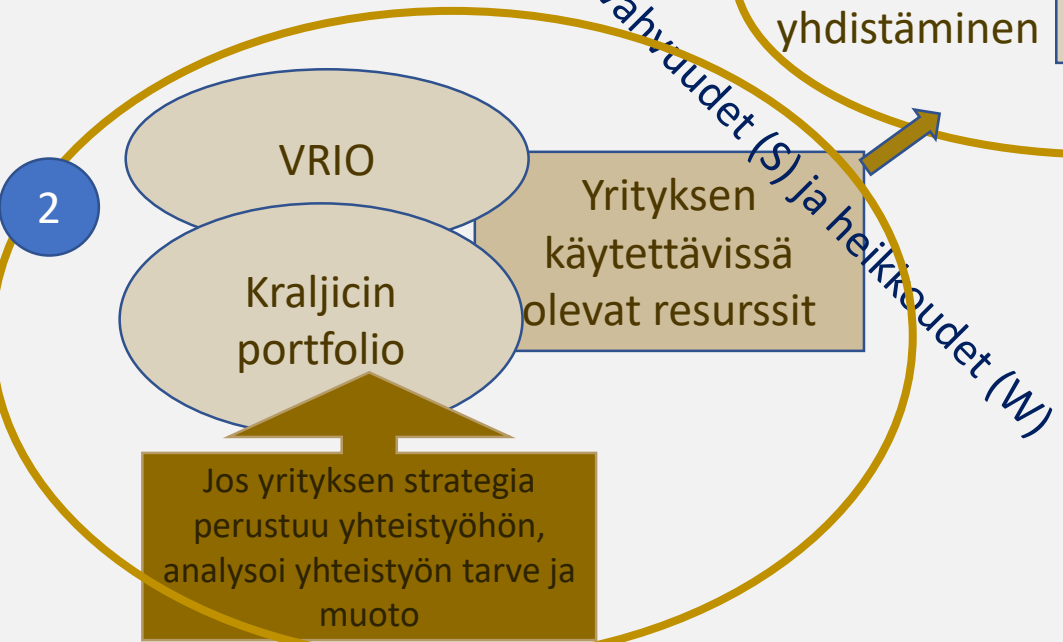 yhdistäminen
vahvuudet (S) ja heikkoudet (W)
2
VRIO
Yrityksen
käytettävissä
olevat resurssit
Kraljicin
portfolio
Jos yrityksen strategia
perustuu yhteistyöhön,
analysoi yhteistyön tarve ja
muoto